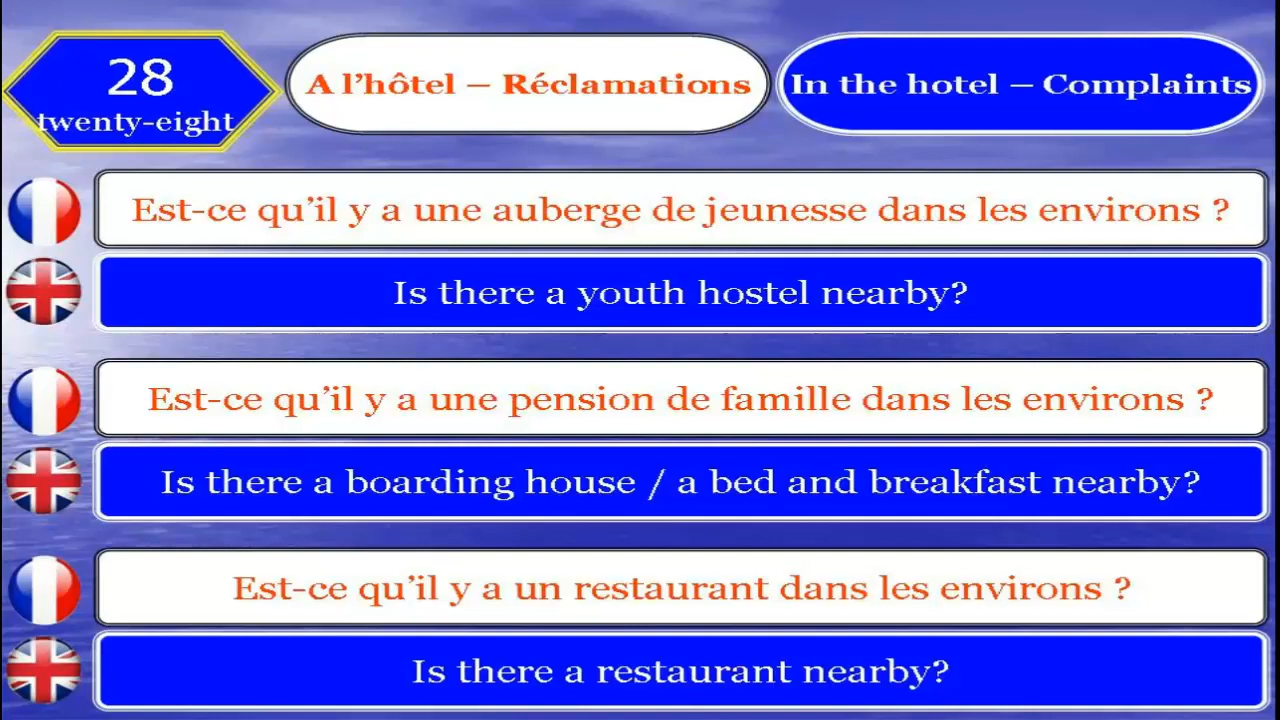 28
twenty-eight
A l’hôtel – Réclamations
In the hotel – Complaints
Est-ce qu’il y a une auberge de jeunesse dans les environs ?
Is there a youth hostel nearby?
Est-ce qu’il y a une pension de famille dans les environs ?
Is there a boarding house / a bed and breakfast nearby?
Est-ce qu’il y a un restaurant dans les environs ?
Is there a restaurant nearby?